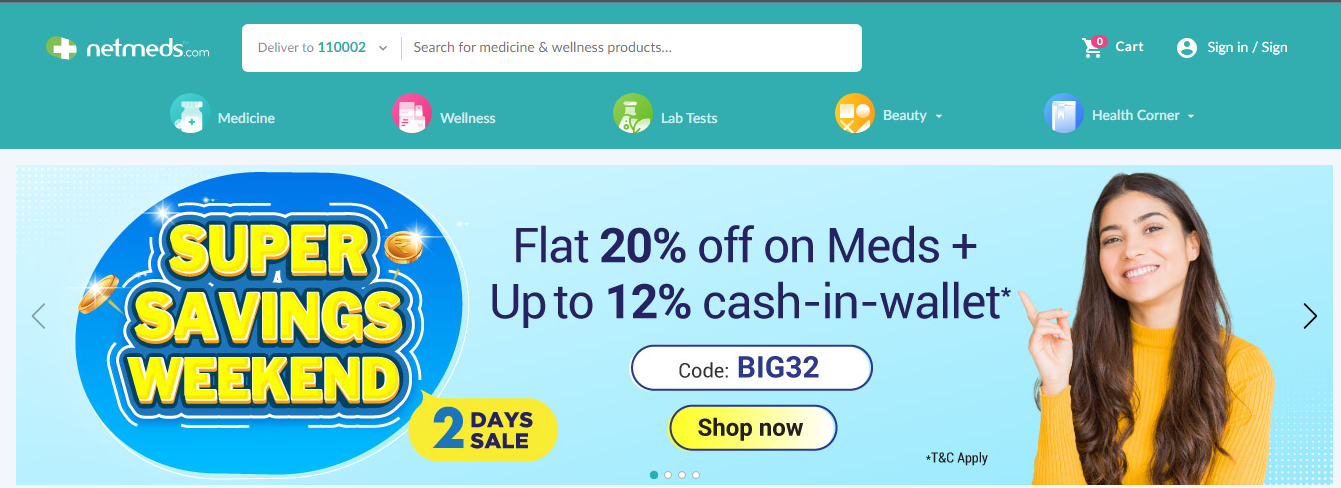 netmeds.com
Deliver to 110002
Search for medicine & wellness products...
0
Cart
Sign in / Sign
Medicine
Wellness
Lab Tests
Beauty
Health Corner
SUPER
SAVINGS
WEEKEND
2 DAYS
SALE
Flat 20% off on Meds +
Up to 12% cash-in-wallet*
Code: BIG32
Shop now
*T&C Apply